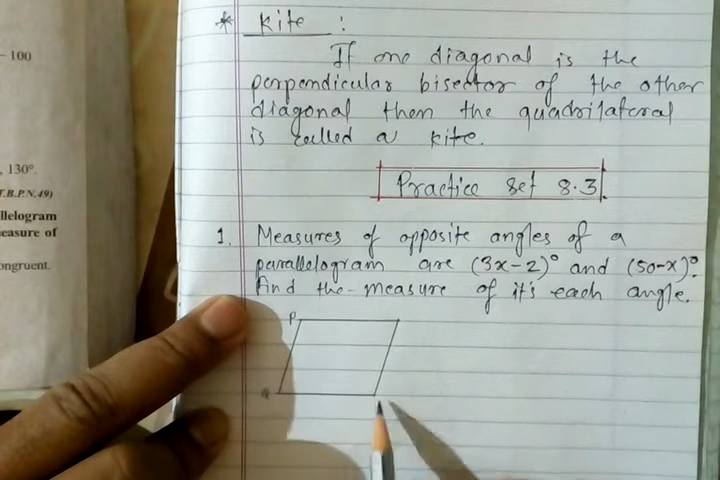 - 100
, 130°.
T.B.P.N. 49)
llelogram
easure of
ongruent.
* Kite :
If one diagonal is the
perpendicular bisector of the other
diagonal then the quadrilateral
is called a kite.
Practice Set 8.3
1. Measures of opposite angles of a
parallelogram are (3x-2)° and (50-x)°.
find the measure of it's each angle.
P
Q